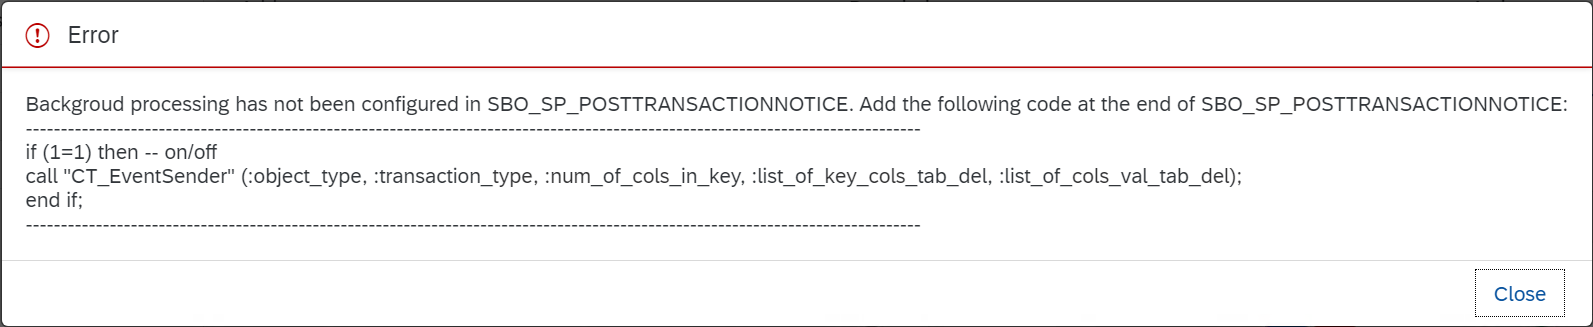 Error
Backgroud processing has not been configured in SBO_SP_POSTTRANSACTIONNOTICE. Add the following code at the end of SBO_SP_POSTTRANSACTIONNOTICE:
--------------------------------------------------------------------------------------------------------------------------------
if (1=1) then -- on/off
call "CT_EventSender" (:object_type, :transaction_type, :num_of_cols_in_key, :list_of_key_cols_tab_del, :list_of_cols_val_tab_del);
end if;
--------------------------------------------------------------------------------------------------------------------------------
Close